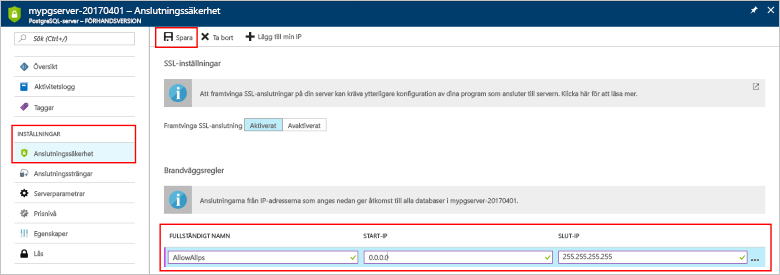 mypgserver-20170401 – Anslutningssäkerhet
PostgreSQL-server – FÖRHANDSVERSION
Sök (Ctrl+/)
Översikt
Aktivitetslogg
Taggar
INSTÄLLNINGAR
Anslutningssäkerhet
Anslutningssträngar
Serverparametrar
Prisnivå
Egenskaper
Lås
Spara
Ta bort
Lägg till min IP
SSL-inställningar
Att framtvinga SSL-anslutningar på din server kan kräva ytterligare konfiguration av dina program som ansluter till servern. Klicka här för att läsa mer.
Framtvinga SSL-anslutning
Aktiverat
Avaktiverat
Brandväggsregler
Anslutningarna från IP-adresserna som anges nedan ger åtkomst till alla databaser i mypgserver-20170401.
FULLSTÄNDIGT NAMN
START-IP
SLUT-IP
AllowAllps
0.0.0.0
255.255.255.255
...